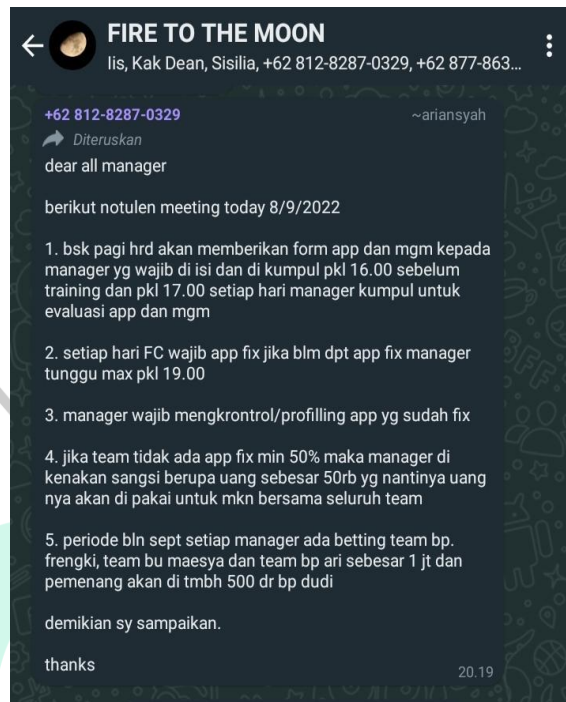 FIRE TO THE MOON
Iis, Kak Dean, Sisilia, +62 812-8287-0329, +62 877-863...
+62 812-8287-0329 ~ariansyah
Diteruskan
dear all manager
berikut notulen meeting today 8/9/2022
1. bsk pagi hrd akan memberikan form app dan mgm kepada
manager yg wajib di isi dan di kumpul pkl 16.00 sebelum
training dan pkl 17.00 setiap hari manager kumpul untuk
evaluasi app dan mgm
2. setiap hari FC wajib app fix jika blm dpt app fix manager
tunggu max pkl 19.00
3. manager wajib mengkrontrol/profilling app yg sudah fix
4. jika team tidak ada app fix min 50% maka manager di
kenakan sangsi berupa uang sebesar 50rb yg nantinya uang
nya akan di pakai untuk mkn bersama seluruh team
5. periode bln sept setiap manager ada betting team bp.
frengki, team bu maesya dan team bp ari sebesar 1 jt dan
pemenang akan di tmbh 500 dr bp dudi
demikian sy sampaikan.
thanks
20.19